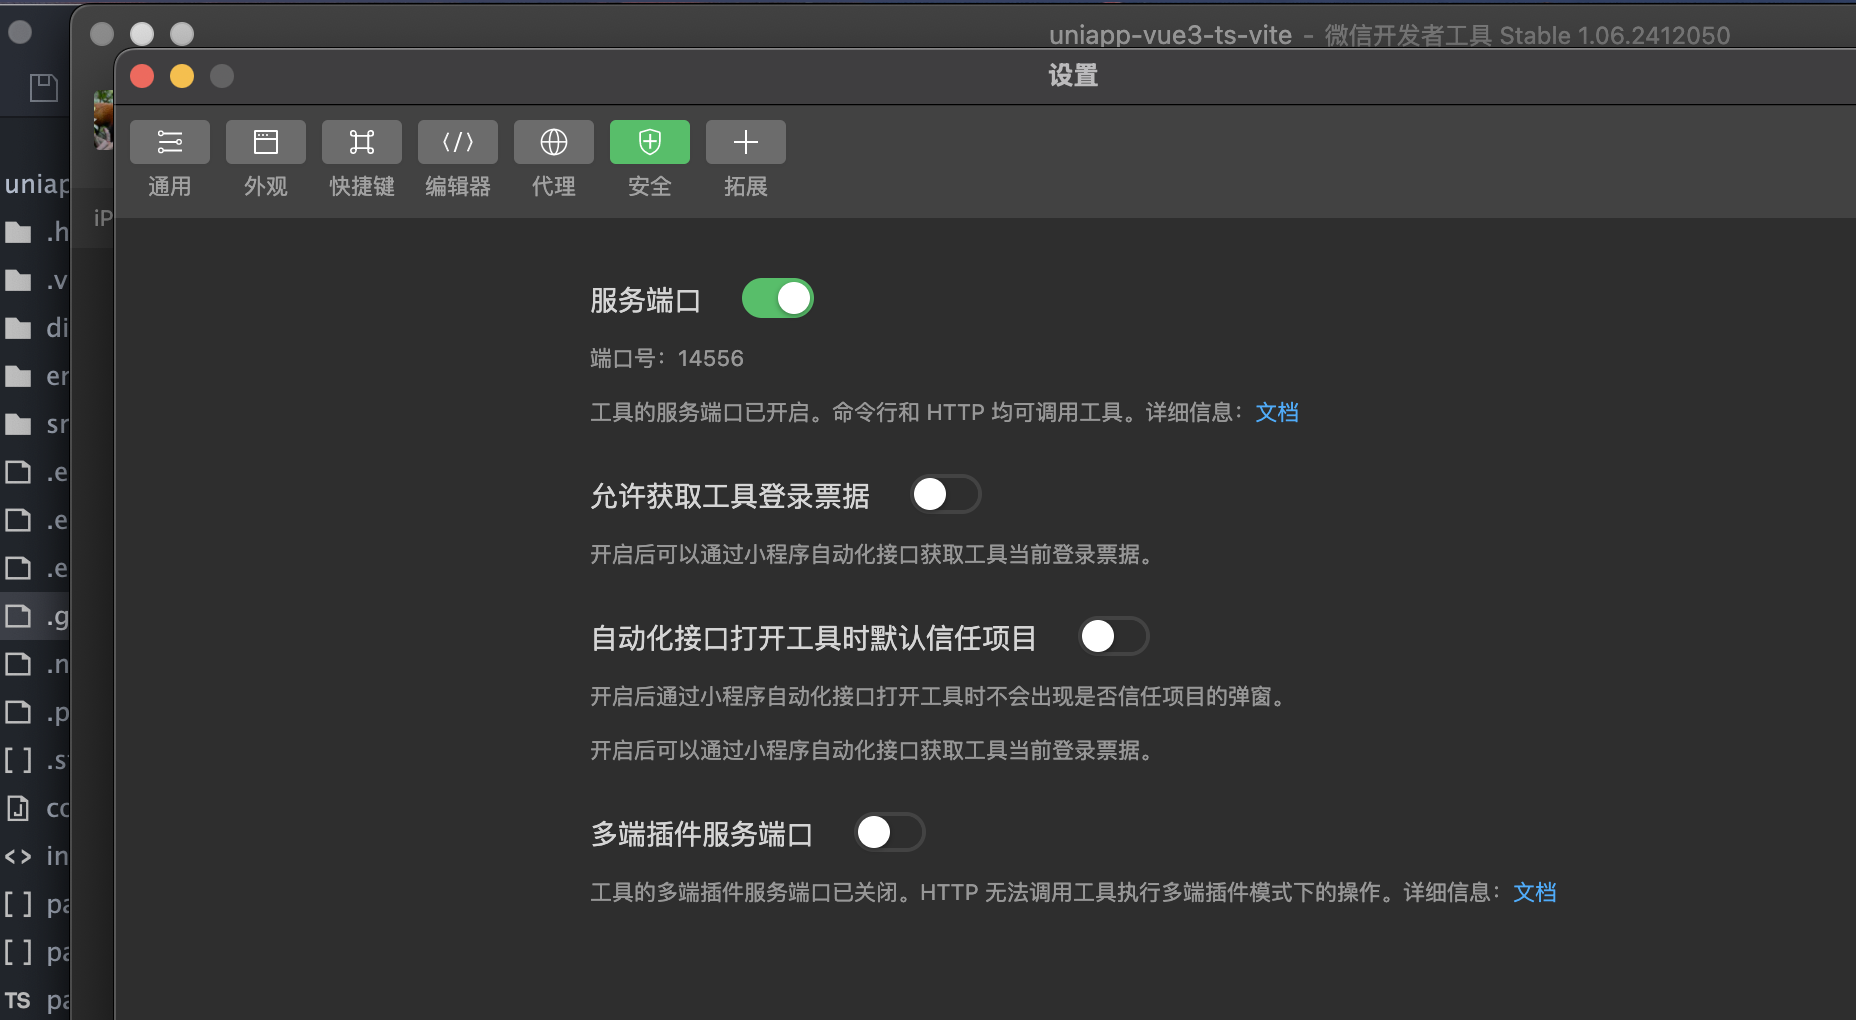 uniapp-vue3-ts-vite - 微信开发者工具 Stable 1.06.2412050
设置
通用
外观
快捷键
编辑器
代理
安全
拓展
服务端口
端口号：14556
工具的服务端口已开启。命令行和 HTTP 均可调用工具。详细信息：文档
允许获取工具登录票据
开启后可以通过小程序自动化接口获取工具当前登录票据。
自动化接口打开工具时默认信任项目
开启后通过小程序自动化接口打开工具时不会出现是否信任项目的弹窗。
开启后可以通过小程序自动化接口获取工具当前登录票据。
多端插件服务端口
工具的多端插件服务端口已关闭。HTTP 无法调用工具执行多端插件模式下的操作。详细信息：文档
iP
uniap
.h
.v
di
sr
.e
.e
.e
.g
.n
.p
.s
co
in
pa
pa
TS pa